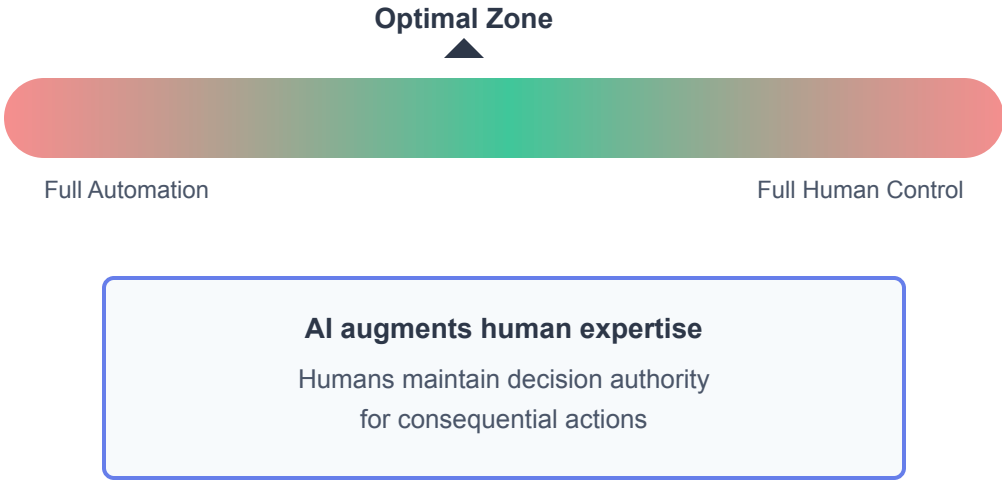 Optimal Zone
Full Automation
Full Human Control
AI augments human expertise
Humans maintain decision authority
for consequential actions